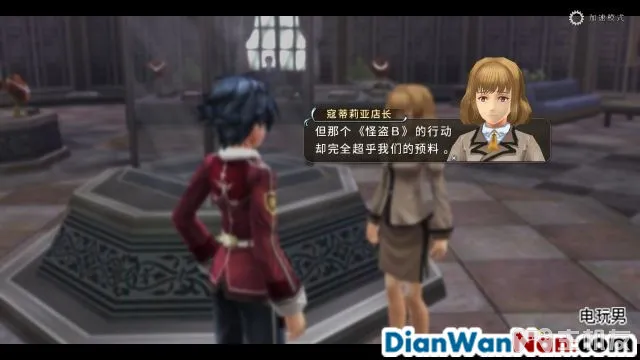 加速模式
寇蒂莉亚店长
但那个《怪盗B》的行动
却完全超乎我们的预料。
电玩男
DianWanNan.com